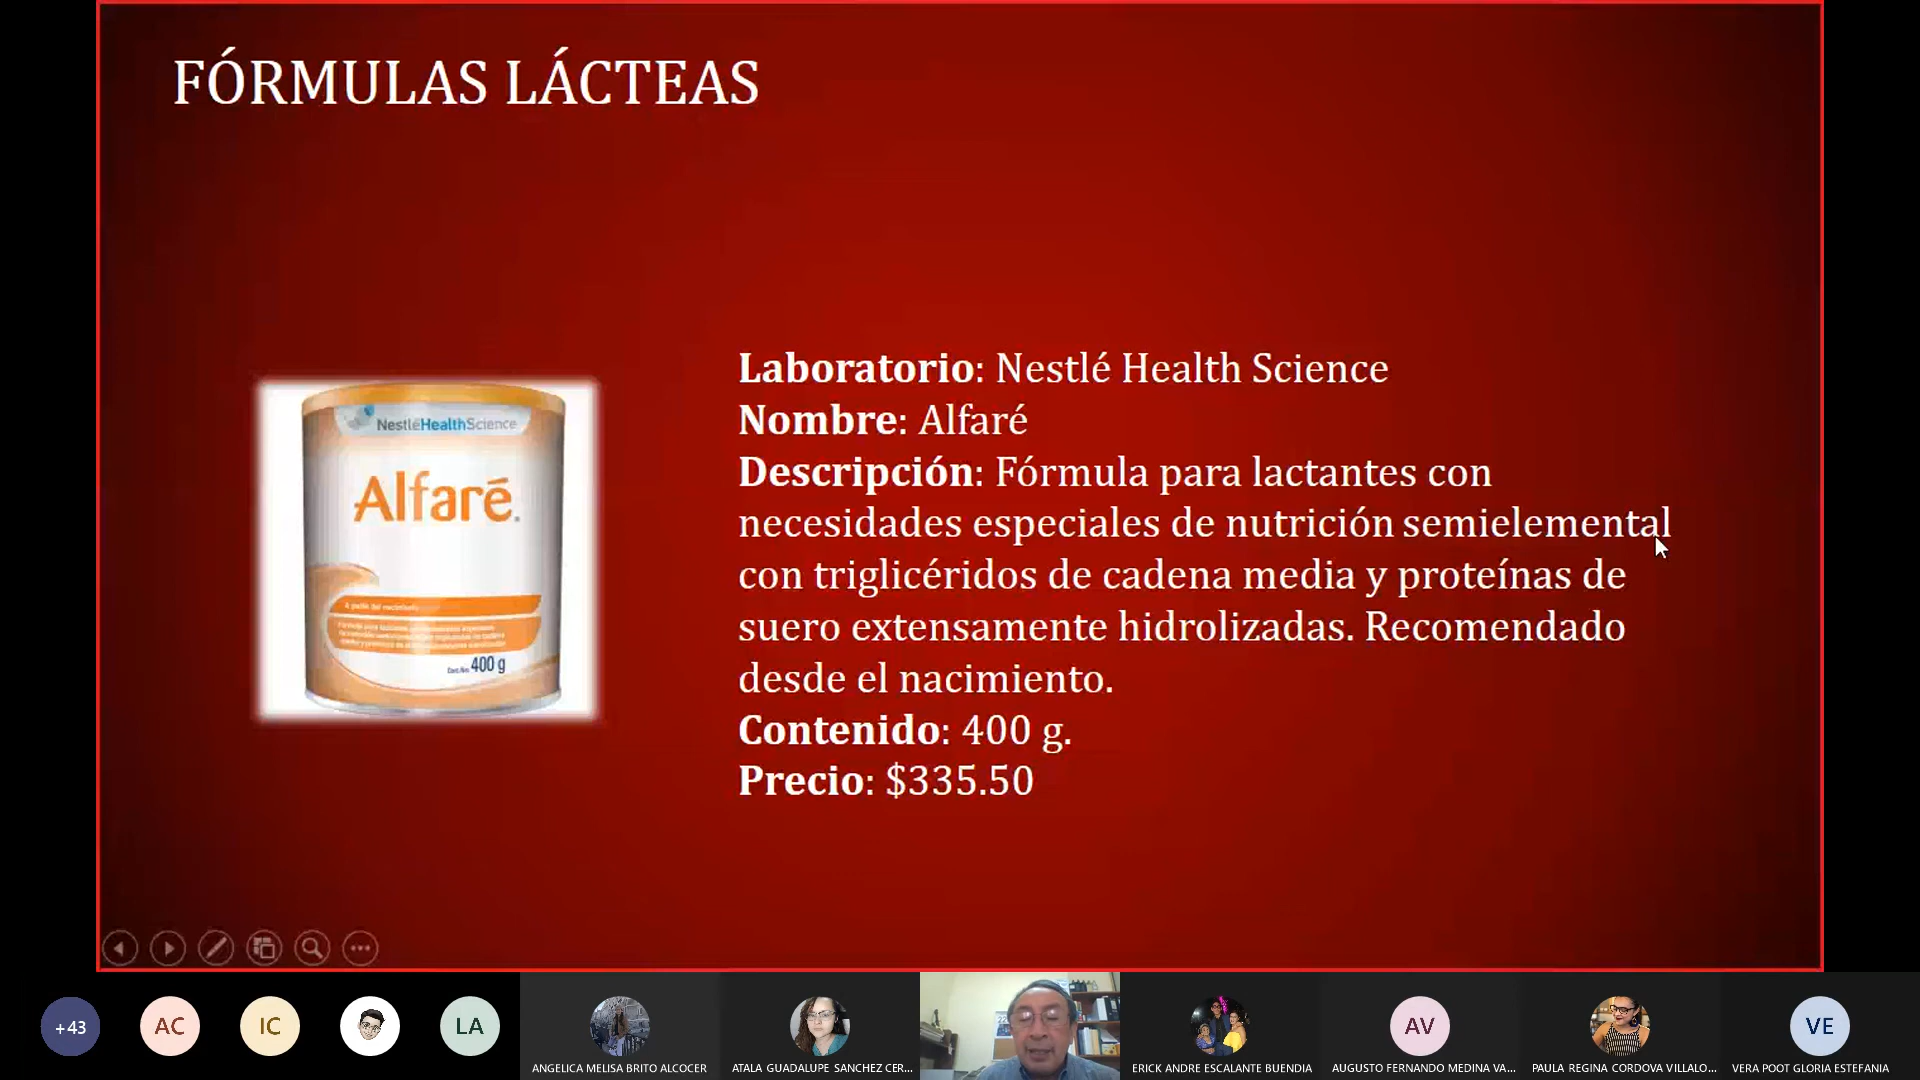 FÓRMULAS LÁCTEAS
NestléHealthScience
Alfaré
A partir del nacimiento
400 g
Laboratorio: Nestlé Health Science
Nombre: Alfaré
Descripción: Fórmula para lactantes con
necesidades especiales de nutrición semielemental
con triglicéridos de cadena media y proteínas de
suero extensamente hidrolizadas. Recomendado
desde el nacimiento.
Contenido: 400 g.
Precio: $335.50
+43
AC
IC
LA
ANGELICA MELISA BRITO ALCOCER
ATALA GUADALUPE SANCHEZ CER...
ERICK ANDRE ESCALANTE BUENDIA
AV
AUGUSTO FERNANDO MEDINA VA...
PAULA REGINA CORDOVA VILLALO...
VE
VERA POOT GLORIA ESTEFANIA